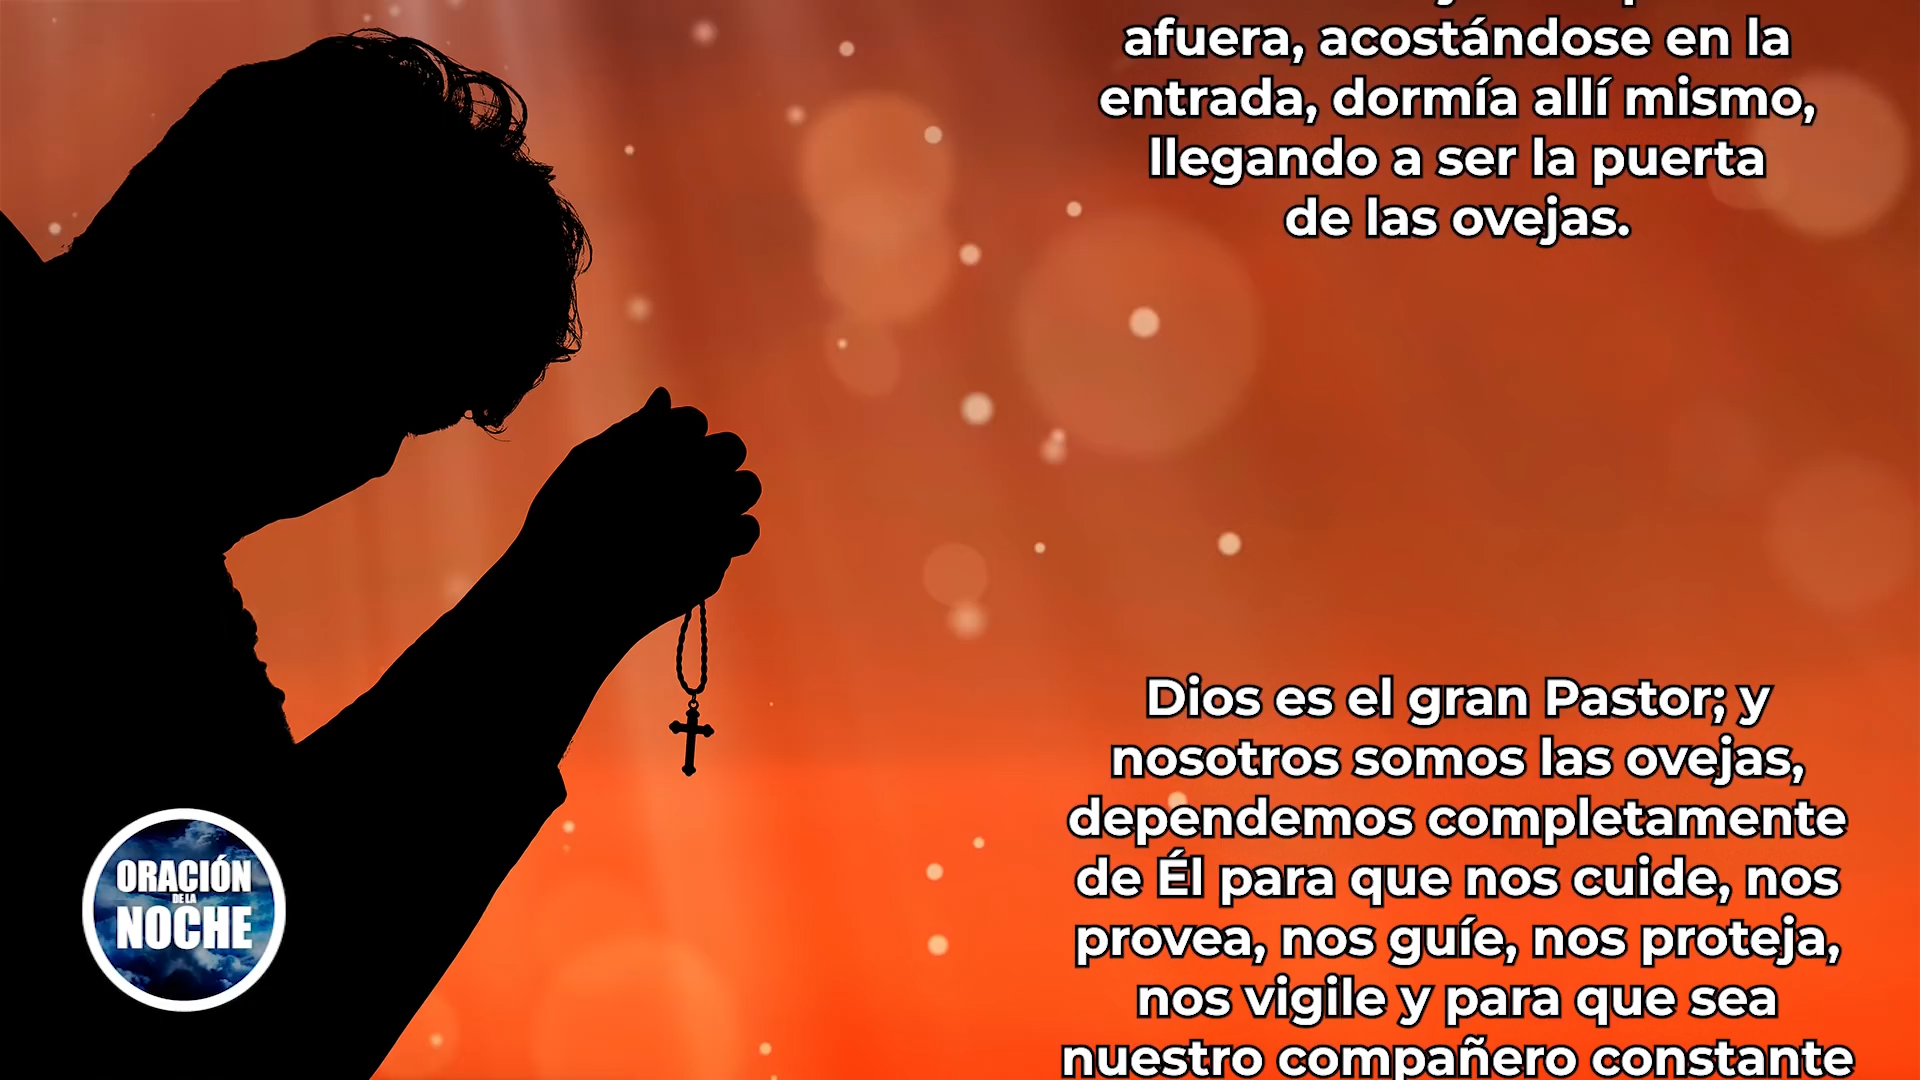 afuera, acostándose en la
entrada, dormía allí mismo,
llegando a ser la puerta
de las ovejas.
Dios es el gran Pastor; y
nosotros somos las ovejas,
dependemos completamente
de Él para que nos cuide, nos
provea, nos guíe, nos proteja,
nos vigile y para que sea
nuestro compañero constante
ORACIÓN
DE LA
NOCHE